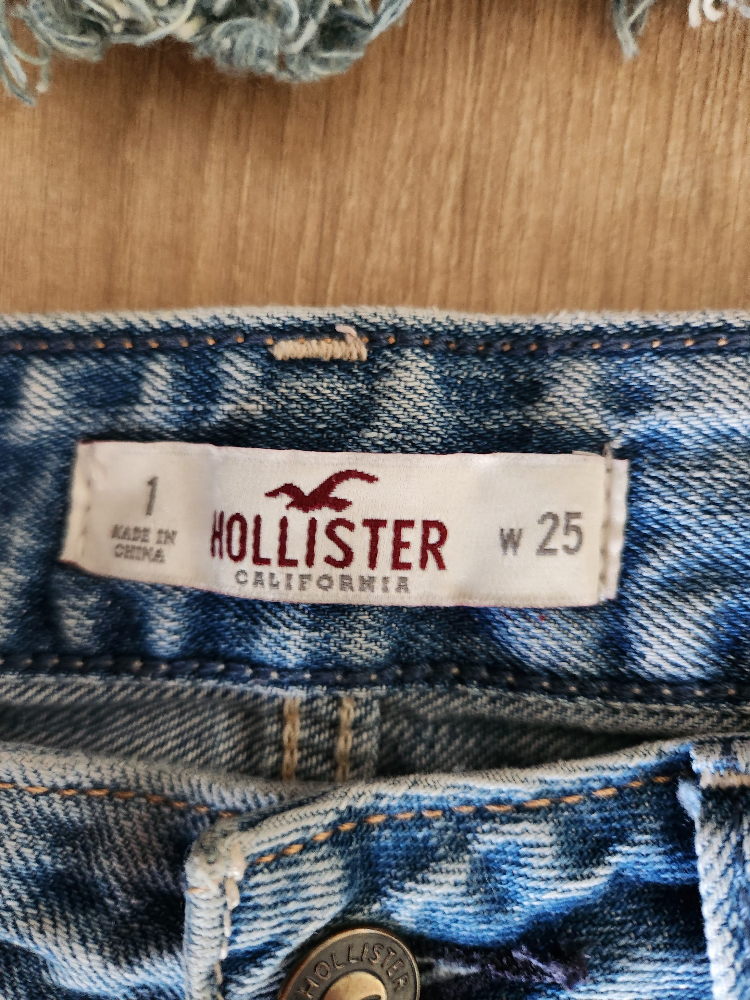 1
MADE IN
CHINA
HOLLISTER
CALIFORNIA
W 25
HOLLISTER